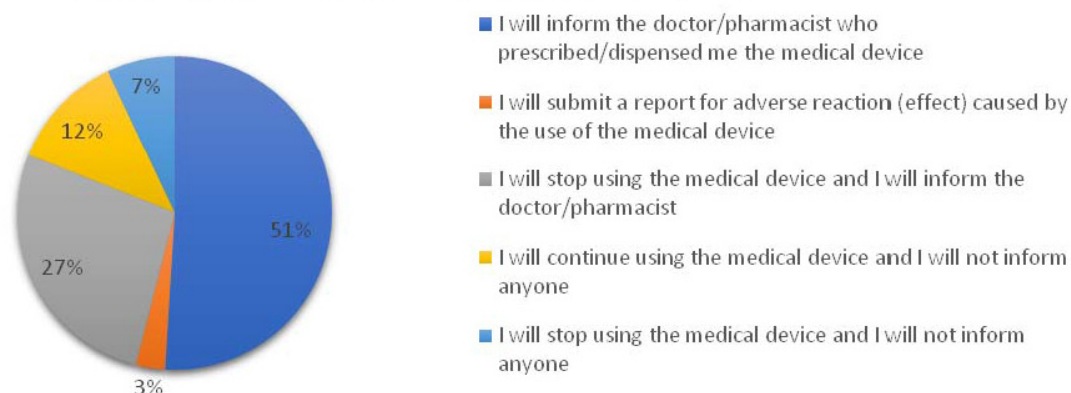 7%
12%
51%
27%
3%
I will inform the doctor/pharmacist who
prescribed/dispensed me the medical device
I will submit a report for adverse reaction (effect) caused by
the use of the medical device
I will stop using the medical device and I will inform the
doctor/pharmacist
I will continue using the medical device and I will not inform
anyone
I will stop using the medical device and I will not inform
anyone